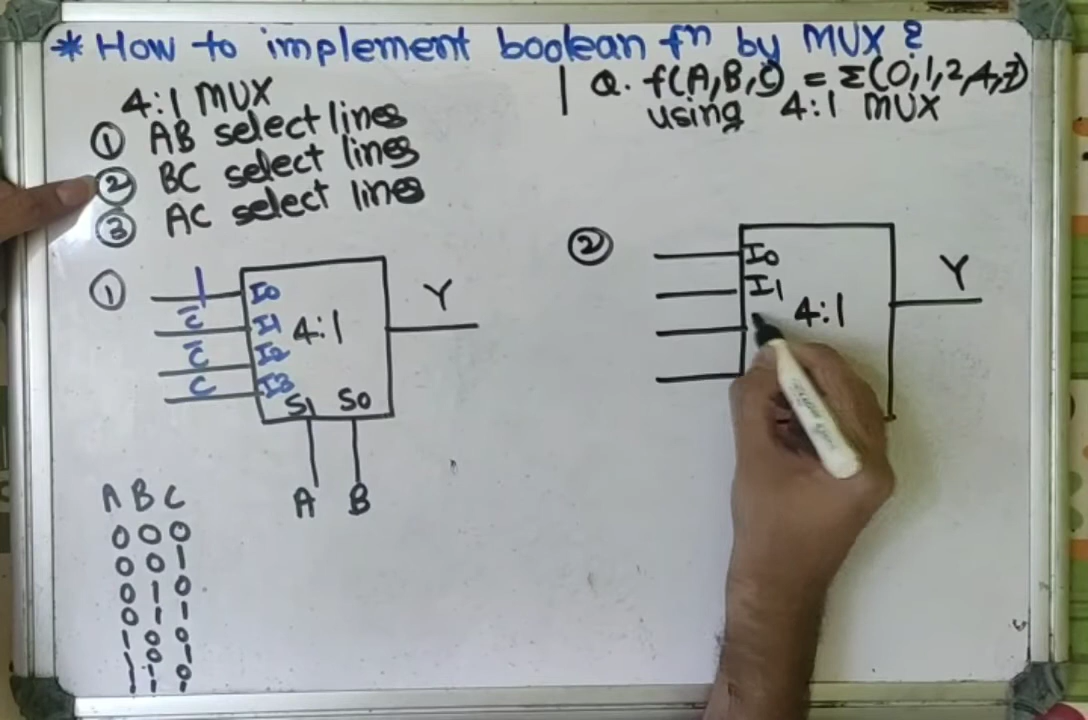 * How to implement boolean fⁿ by MUX ?
4:1 MUX
① AB select lines
② BC select lines
③ AC select lines
| Q. f(A,B,C) = Σ(0,1,2,4,7)
using 4:1 MUX
①
1 I0
C̅ I1
C̅ I2
C I3
4:1
Y
S1 S0
A B
②
I0
I1
4:1
Y
A B C
0 0 0
0 0 1
0 1 0
0 1 1
1 0 0
1 0 1
1 1 0
1 1 1